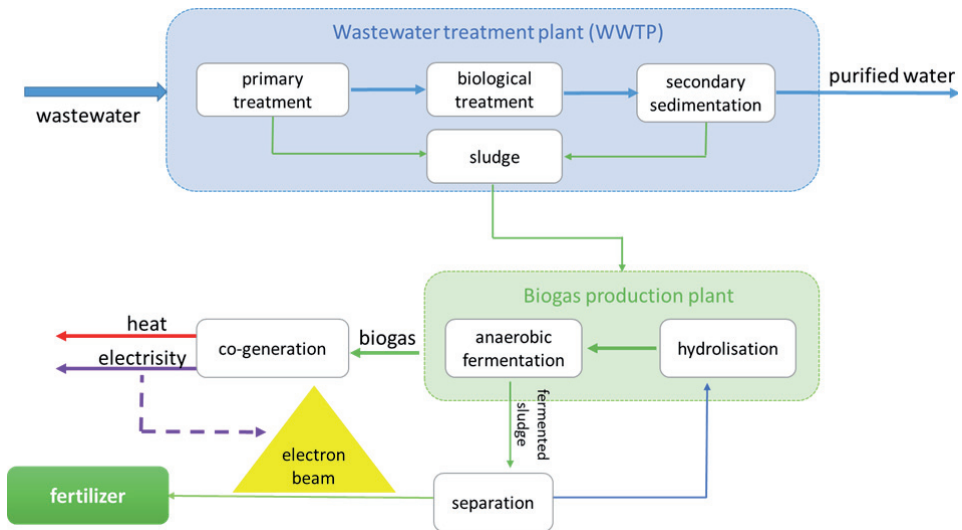 Wastewater treatment plant (WWTP)
primary
treatment
biological
treatment
secondary
sedimentation
purified water
wastewater
sludge
Biogas production plant
heat
electrisity
co-generation
biogas
anaerobic
fermentation
hydrolisation
fermented
sludge
electron
beam
separation
fertilizer